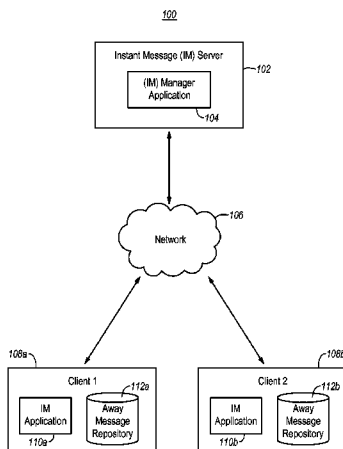 100
Instant Message (IM) Server
(IM) Manager
Application
104
102
106
Network
108a
Client 1
112a
IM
Application
110a
Away
Message
Repository
108b
Client 2
112b
IM
Application
110b
Away
Message
Repository